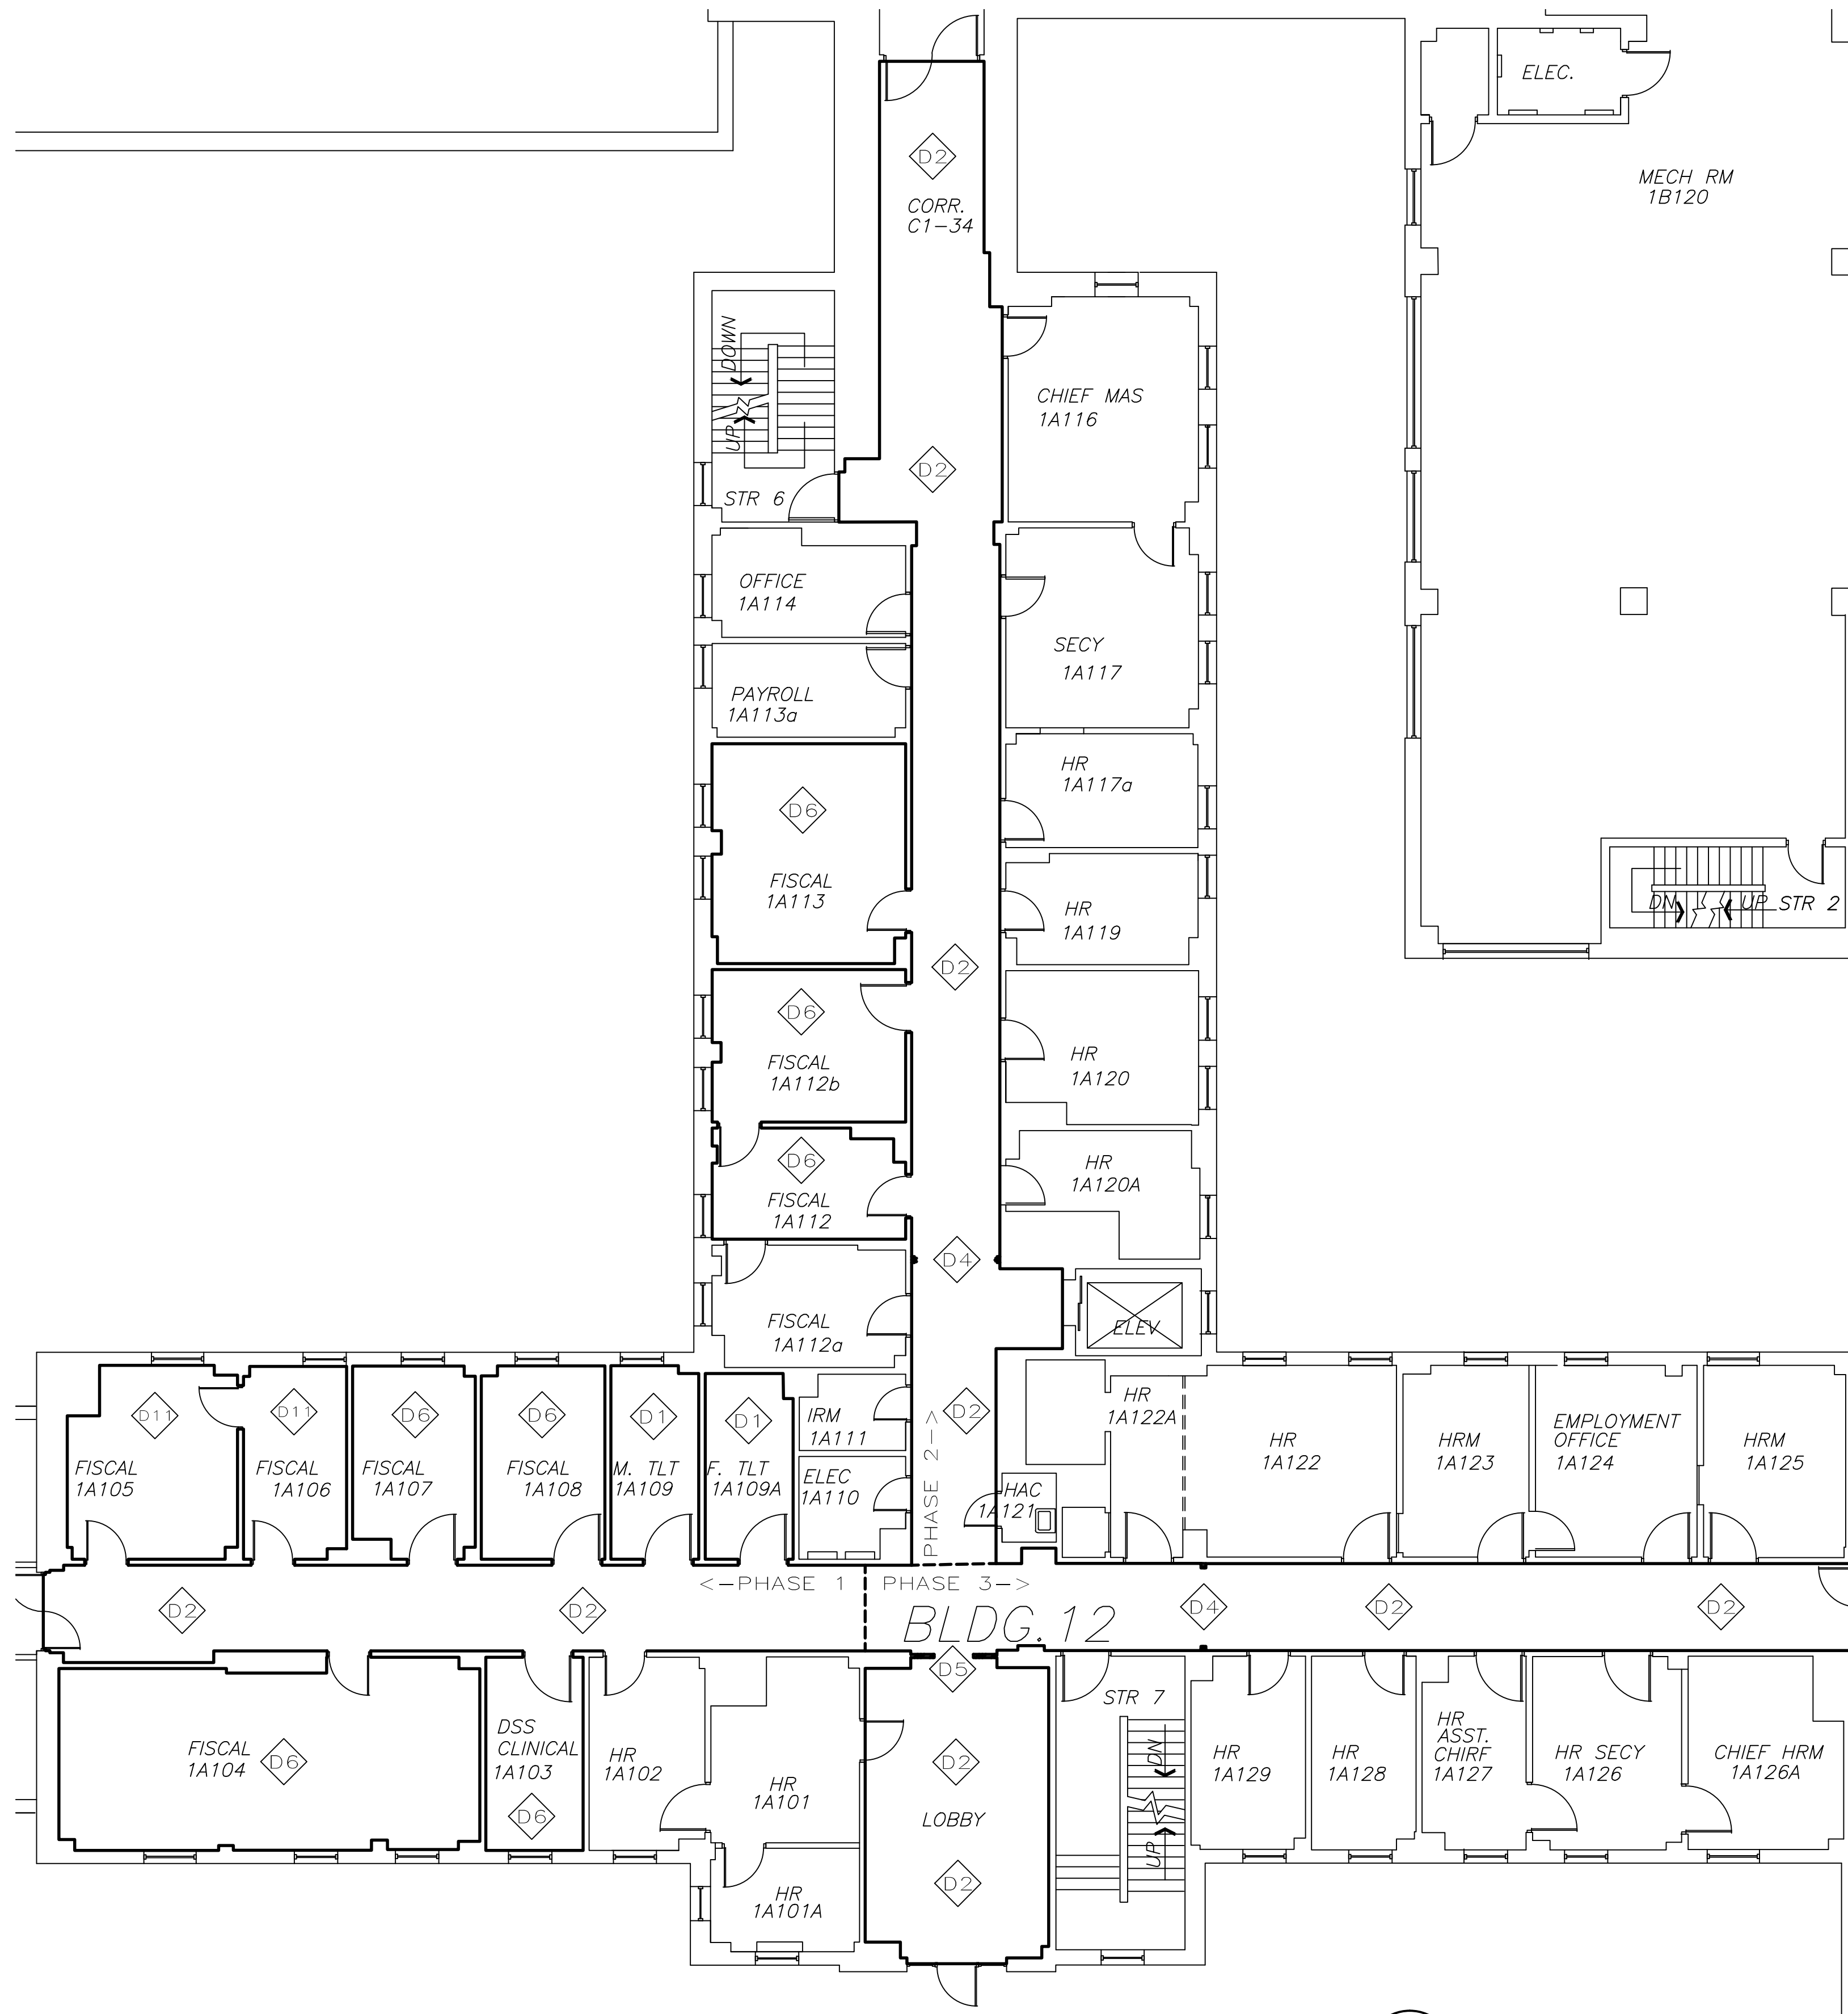 ELEC.
MECH RM
1B120
D2
CORR.
C1-34
DOWN
UP
STR 6
CHIEF MAS
1A116
D2
OFFICE
1A114
SECY
1A117
PAYROLL
1A113a
HR
1A117a
D6
FISCAL
1A113
HR
1A119
DN
UP
STR 2
D2
D6
FISCAL
1A112b
HR
1A120
D6
FISCAL
1A112
HR
1A120A
D4
FISCAL
1A112a
ELEV
D11
FISCAL
1A105
D11
FISCAL
1A106
D6
FISCAL
1A107
D6
FISCAL
1A108
D1
M. TLT
1A109
D1
F. TLT
1A109A
IRM
1A111
ELEC
1A110
D2
PHASE 2->
HAC
1A121
HR
1A122A
HR
1A122
HRM
1A123
EMPLOYMENT
OFFICE
1A124
HRM
1A125
<-PHASE 1
PHASE 3->
D2
D2
BLDG.12
D4
D2
D2
D5
FISCAL
1A104
D6
DSS
CLINICAL
1A103
D6
HR
1A102
HR
1A101
HR
1A101A
D2
LOBBY
D2
STR 7
DN
UP
HR
1A129
HR
1A128
HR
ASST.
CHIRF
1A127
HR SECY
1A126
CHIEF HRM
1A126A